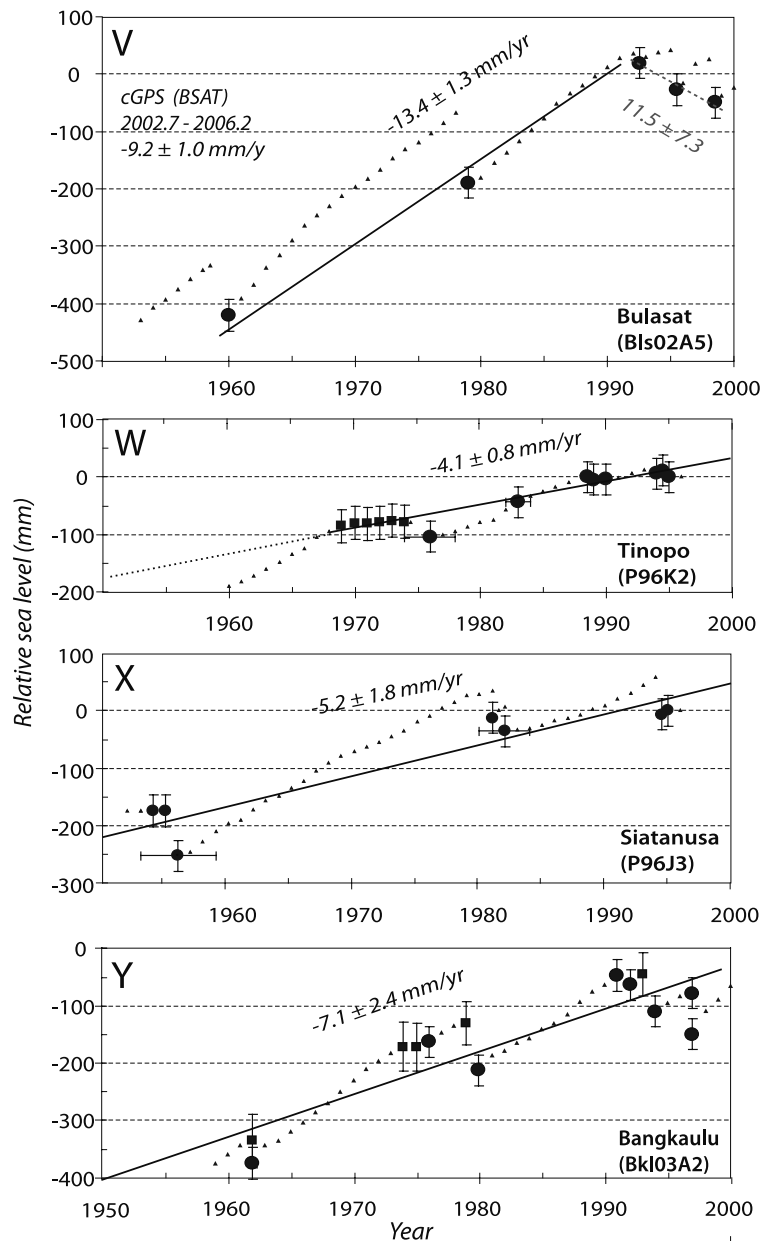 V
100
0
-100
-200
-300
-400
-500
cGPS (BSAT)
2002.7 - 2006.2
-9.2 ± 1.0 mm/y
-13.4 ± 1.3 mm/yr
11.5 ± 7.3
Bulasat
(Bls02A5)
1960 1970 1980 1990 2000
W
100
0
-100
-200
-4.1 ± 0.8 mm/yr
Tinopo
(P96K2)
1960 1970 1980 1990 2000
Relative sea level (mm)
X
100
0
-100
-200
-300
-5.2 ± 1.8 mm/yr
Siatanusa
(P96J3)
1960 1970 1980 1990 2000
Y
0
-100
-200
-300
-400
-7.1 ± 2.4 mm/yr
Bangkaulu
(Bkl03A2)
1950 1960 1970 1980 1990 2000
Year